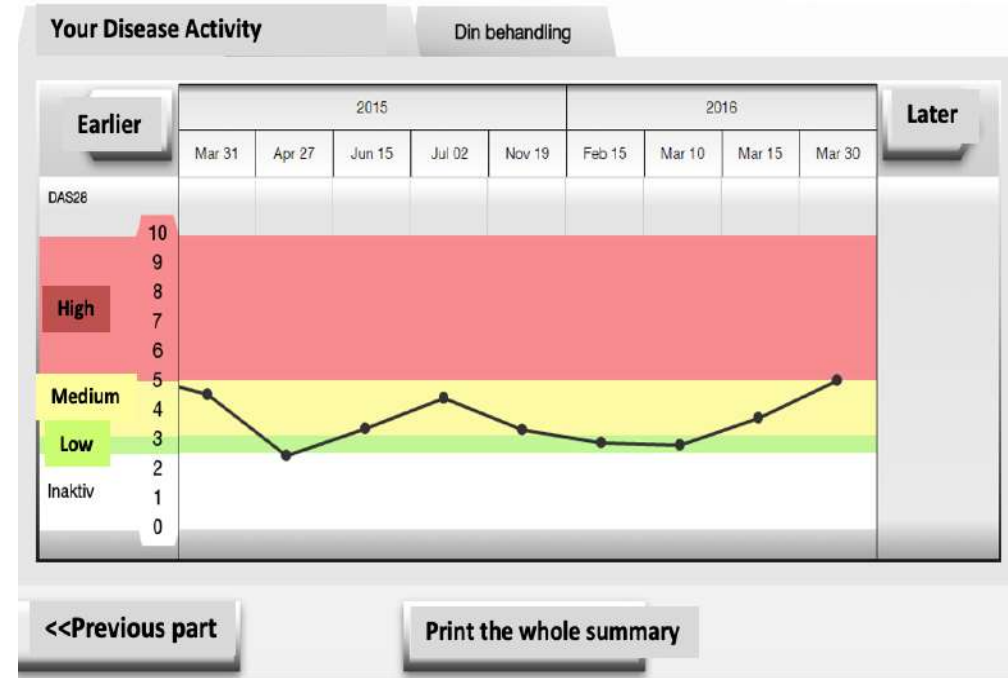 Your Disease Activity
Din behandling
Earlier
2015
2016
Later
Mar 31
Apr 27
Jun 15
Jul 02
Nov 19
Feb 15
Mar 10
Mar 15
Mar 30
DAS28
10
9
8
High
7
6
5
Medium
4
3
Low
2
Inaktiv
1
0
<<Previous part
Print the whole summary